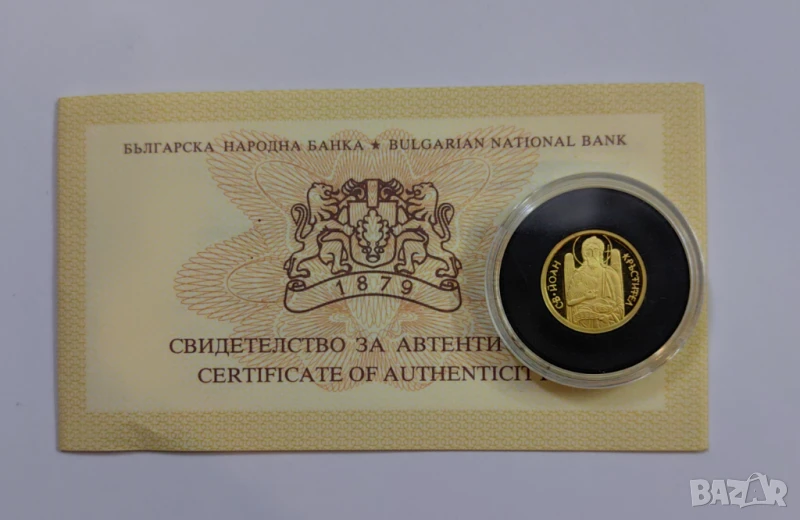 БЪЛГАРСКА НАРОДНА БАНКА ★ BULGARIAN NATIONAL BANK
1879
СВИДЕТЕЛСТВО ЗА АВТЕНТИ
CERTIFICATE OF AUTHENTICIT
СВ. ЙОАН КРЪСТИТЕЛ
BAZAR